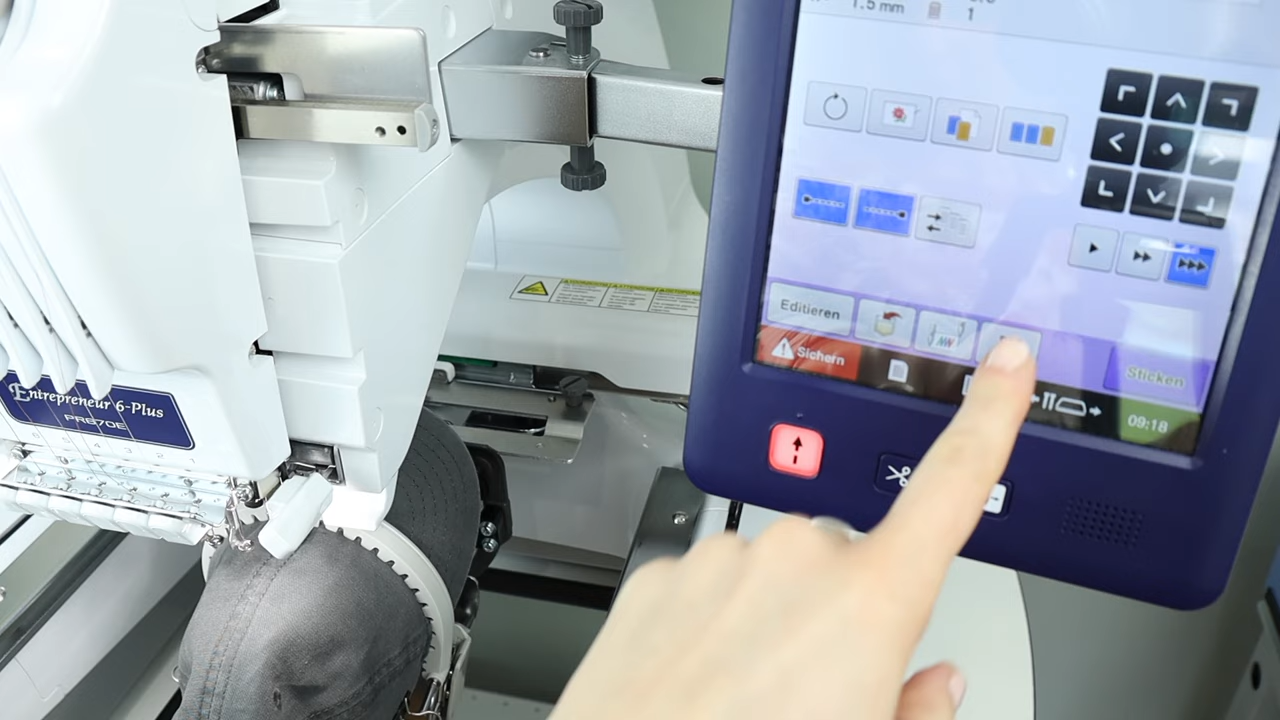 1.5 mm
1
Editieren
Sichern
Sticken
09:18
Entrepreneur 6-Plus
PR670E